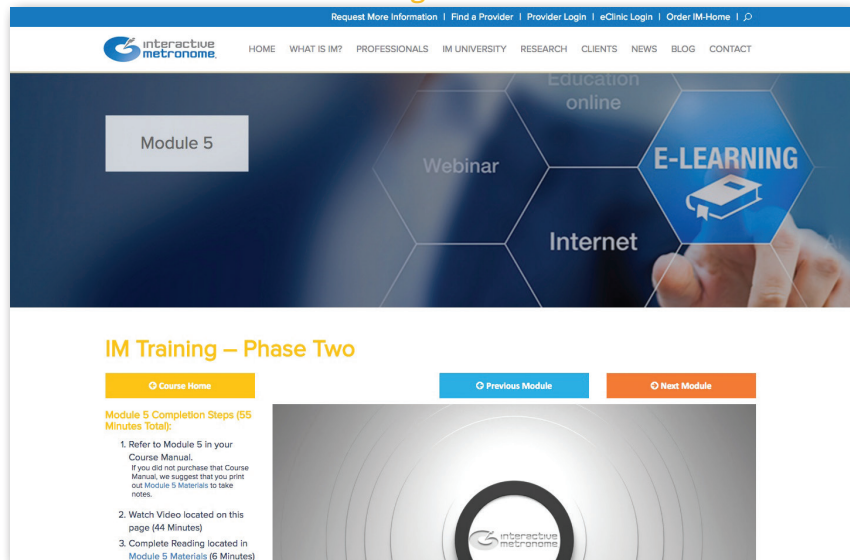 Request More Information | Find a Provider | Provider Login | eClinic Login | Order IM-Home |
interactive
metronome
HOME WHAT IS IM? PROFESSIONALS IM UNIVERSITY RESEARCH CLIENTS NEWS BLOG CONTACT
Education
online
Module 5
Webinar
E-LEARNING
Internet
IM Training – Phase Two
Course Home
Previous Module
Next Module
Module 5 Completion Steps (55
Minutes Total):
1. Refer to Module 5 in your
Course Manual.
If you did not purchase that Course
Manual, we suggest that you print
out Module 5 Materials to take
notes.
2. Watch Video located on this
page (44 Minutes)
3. Complete Reading located in
Module 5 Materials (6 Minutes)
interactive
metronome